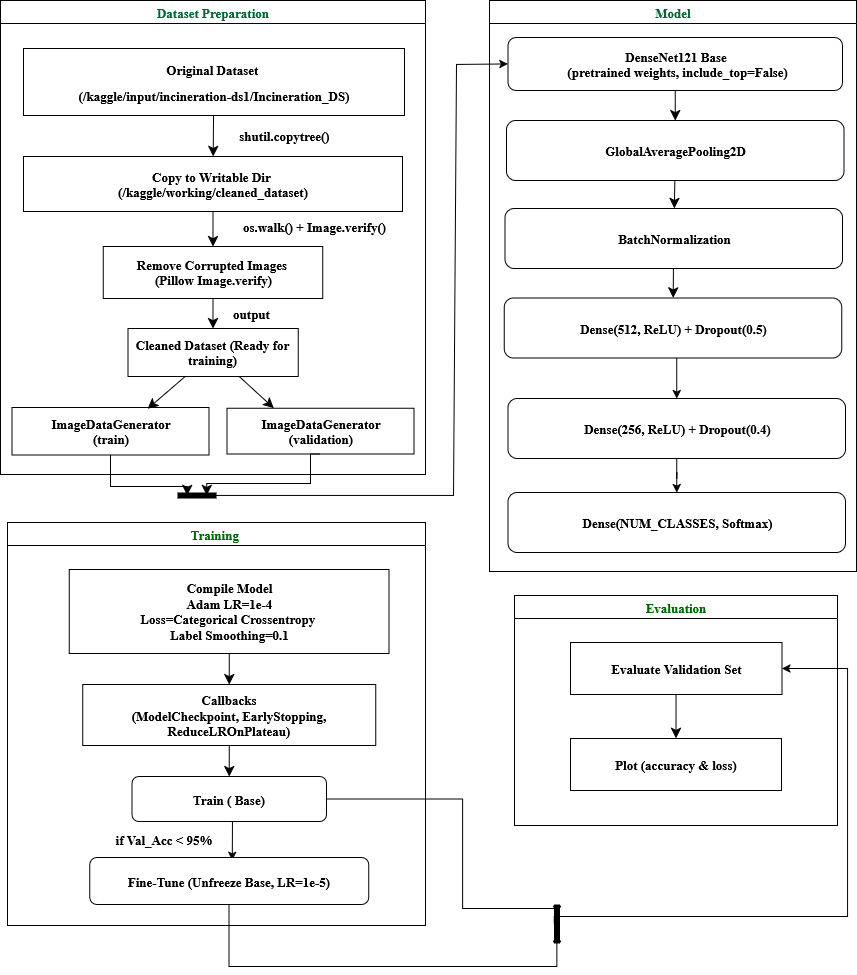 Dataset Preparation
Original Dataset
(/kaggle/input/incineration-ds1/Incineration_DS)
shutil.copytree()
Copy to Writable Dir
(/kaggle/working/cleaned_dataset)
os.walk() + Image.verify()
Remove Corrupted Images
(Pillow Image.verify)
output
Cleaned Dataset (Ready for
training)
ImageDataGenerator
(train)
ImageDataGenerator
(validation)
Model
DenseNet121 Base
(pretrained weights, include_top=False)
GlobalAveragePooling2D
BatchNormalization
Dense(512, ReLU) + Dropout(0.5)
Dense(256, ReLU) + Dropout(0.4)
Dense(NUM_CLASSES, Softmax)
Training
Compile Model
Adam LR=1e-4
Loss=Categorical Crossentropy
Label Smoothing=0.1
Callbacks
(ModelCheckpoint, EarlyStopping,
ReduceLROnPlateau)
Train ( Base)
if Val_Acc < 95%
Fine-Tune (Unfreeze Base, LR=1e-5)
Evaluation
Evaluate Validation Set
Plot (accuracy & loss)